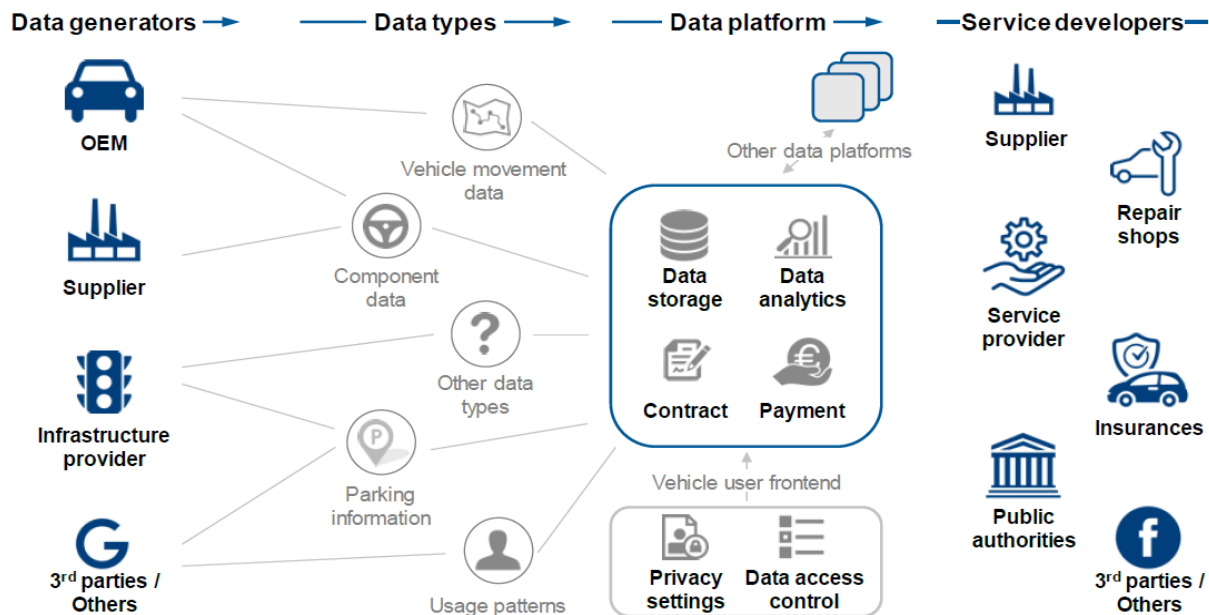 Data generators
Data types
Data platform
Service developers
OEM
Supplier
Infrastructure
provider
G
3rd parties /
Others
Vehicle movement
data
Component
data
?
Other data
types
P
Parking
information
Usage patterns
Other data platforms
Data
storage
Data
analytics
Contract
€
Payment
Vehicle user frontend
Privacy
settings
Data access
control
Supplier
Repair
shops
Service
provider
Insurances
Public
authorities
f
3rd parties /
Others